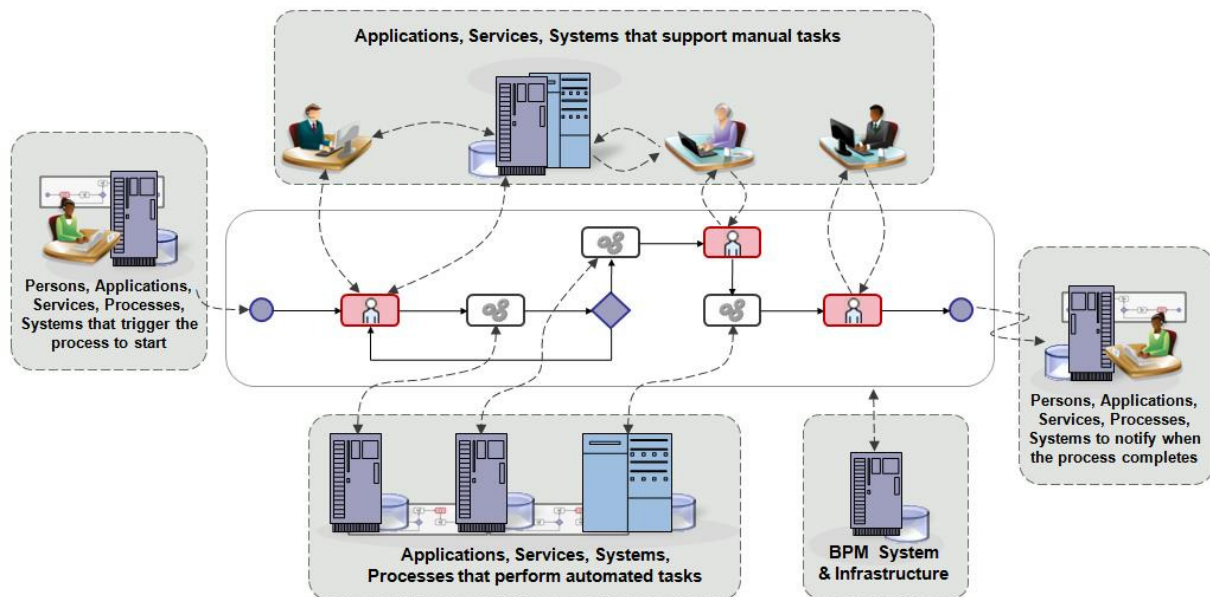 Applications, Services, Systems that support manual tasks
Persons, Applications,
Services, Processes,
Systems that trigger the
process to start
Persons, Applications,
Services, Processes,
Systems to notify when
the process completes
Applications, Services, Systems,
Processes that perform automated tasks
BPM System
& Infrastructure